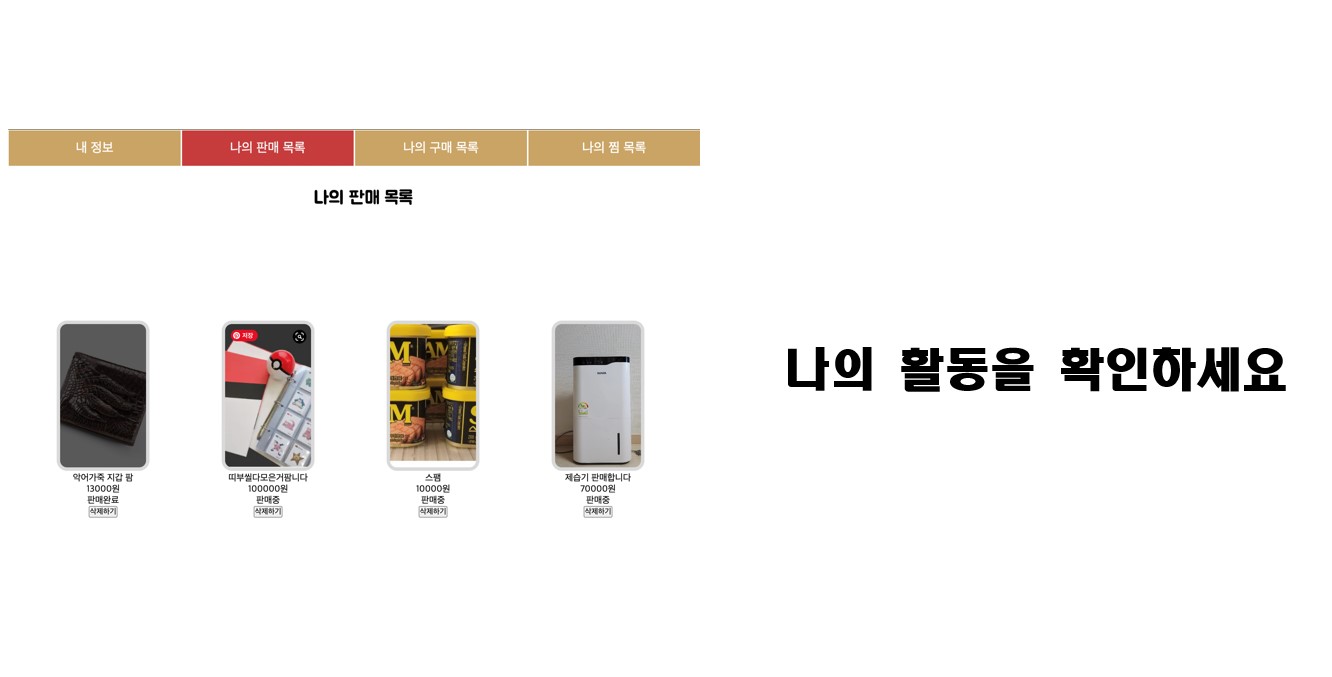 내 정보
나의 판매 목록
나의 구매 목록
나의 찜 목록
나의 판매 목록
저장
AM
AM
악어가죽 지갑 팜
13000원
판매완료
삭제하기
띠부씰다모은거팜니다
100000원
판매중
삭제하기
스팸
10000원
판매중
삭제하기
제습기 판매합니다
70000원
판매중
삭제하기
나의 활동을 확인하세요